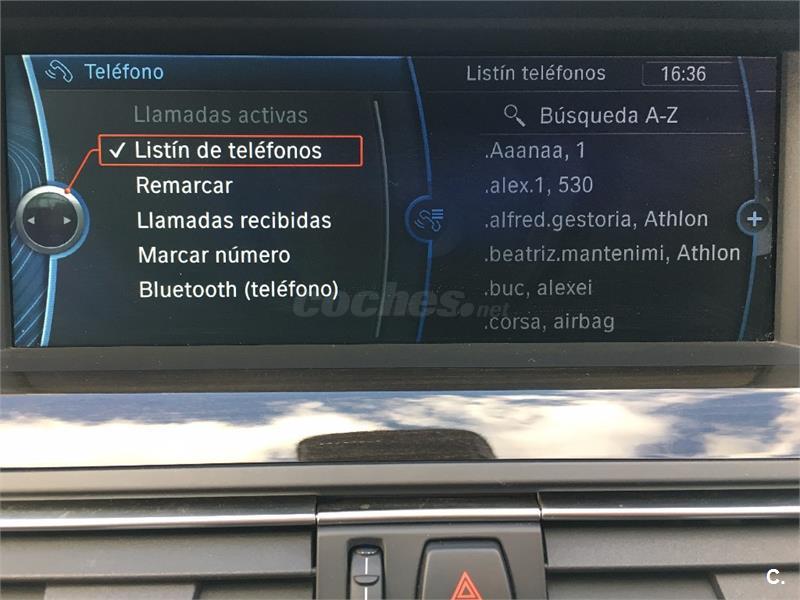 Teléfono
Listín teléfonos
16:36
Llamadas activas
Listín de teléfonos
Remarcar
Llamadas recibidas
Marcar número
Bluetooth (teléfono)
Búsqueda A-Z
.Aaanaa, 1
.alex.1, 530
.alfred.gestoria, Athlon
.beatriz.mantenimi, Athlon
.buc, alexei
.corsa, airbag
coches.net
C.